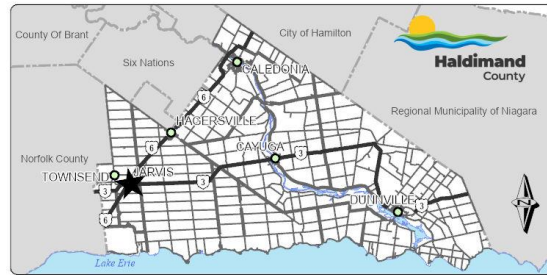 County Of Brant
City of Hamilton
Haldimand
County
Six Nations
CALEDONIA
6
Regional Municipality of Niagara
HAGERSVILLE
6
Norfolk County
CAYUGA
3
TOWNSEND
JARVIS
3
3
DUNNVILLE
3
6
Lake Erie
N